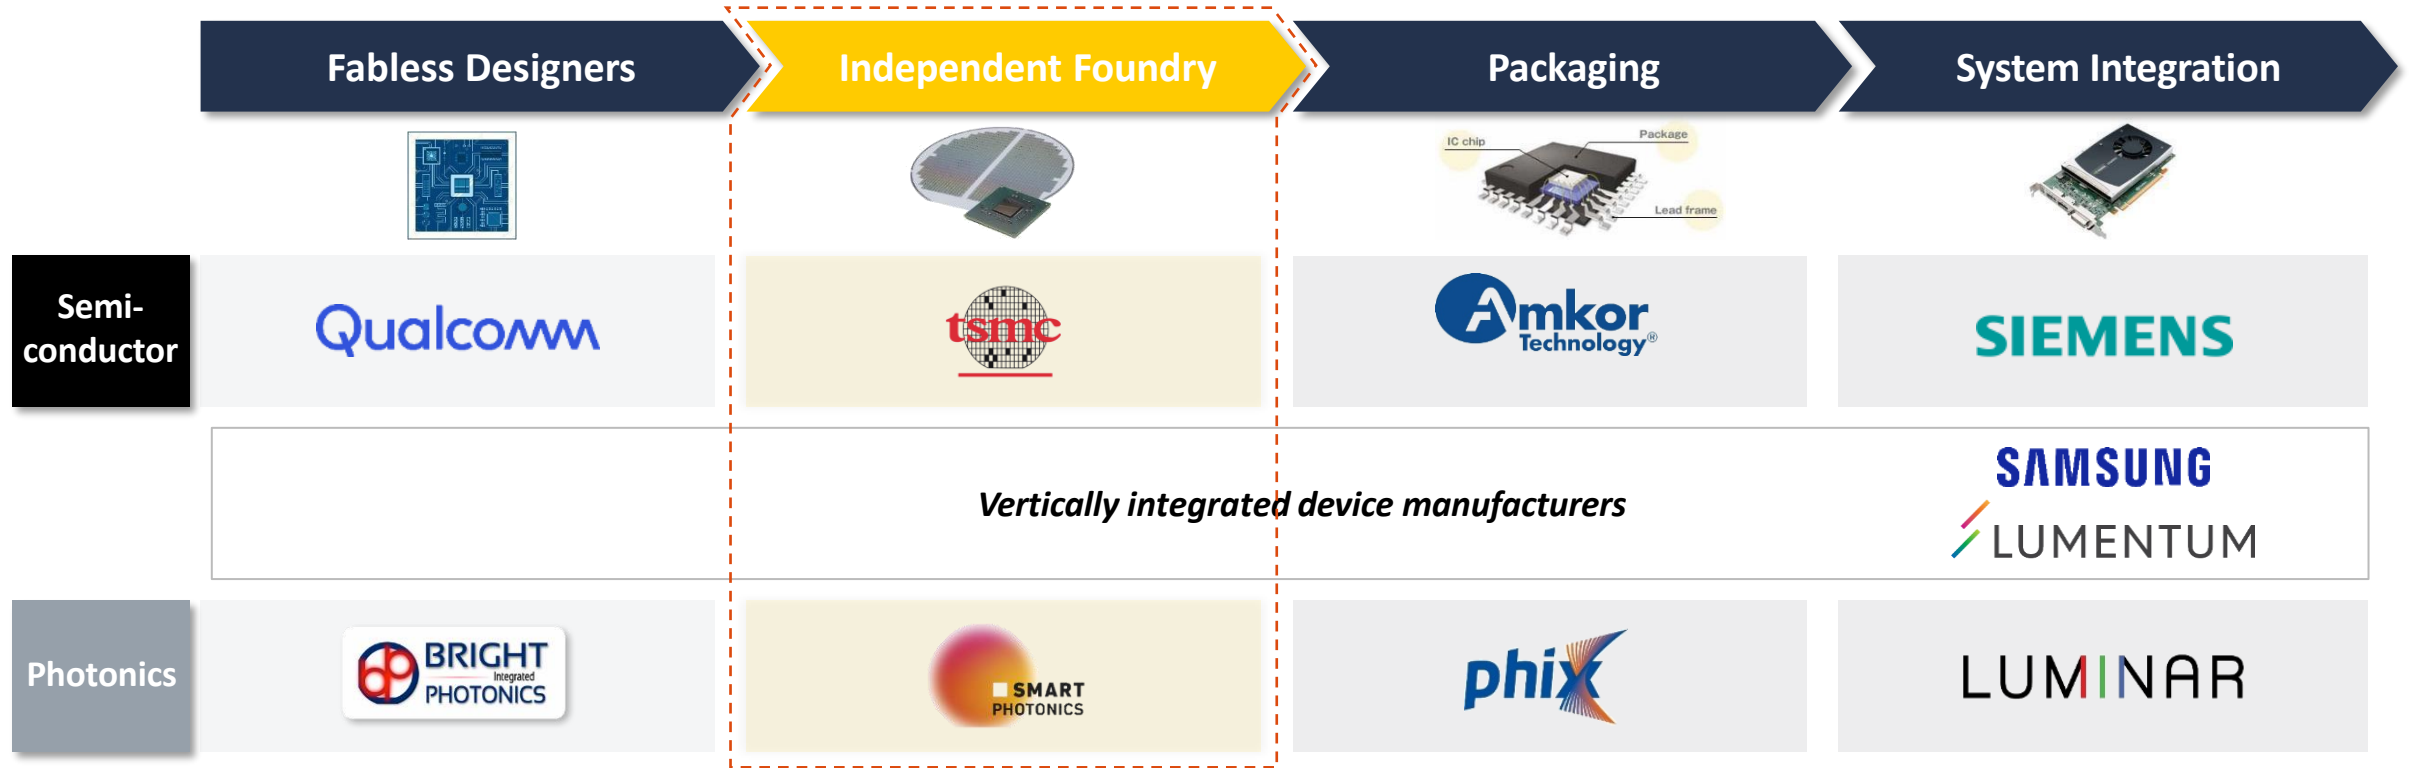 Fabless Designers
Independent Foundry
Packaging
System Integration
IC chip
Package
Lead frame
Semi-
conductor
Qualcomm
tsmc
Amkor
Technology®
SIEMENS
Vertically integrated device manufacturers
SAMSUNG
LUMENTUM
Photonics
BRIGHT
Integrated
PHOTONICS
SMART
PHOTONICS
phix
LUMINAR